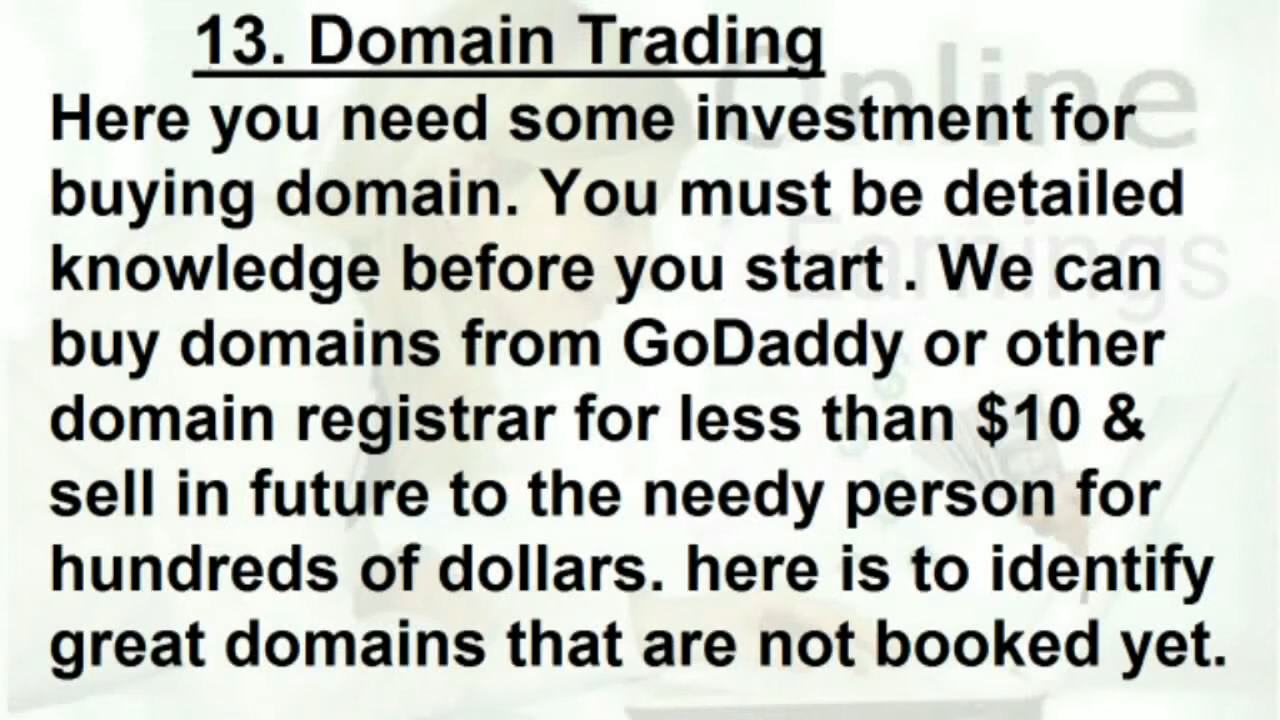 13. Domain Trading
Online
Earnings
Here you need some investment for
buying domain. You must be detailed
knowledge before you start . We can
buy domains from GoDaddy or other
domain registrar for less than $10 &
sell in future to the needy person for
hundreds of dollars. here is to identify
great domains that are not booked yet.